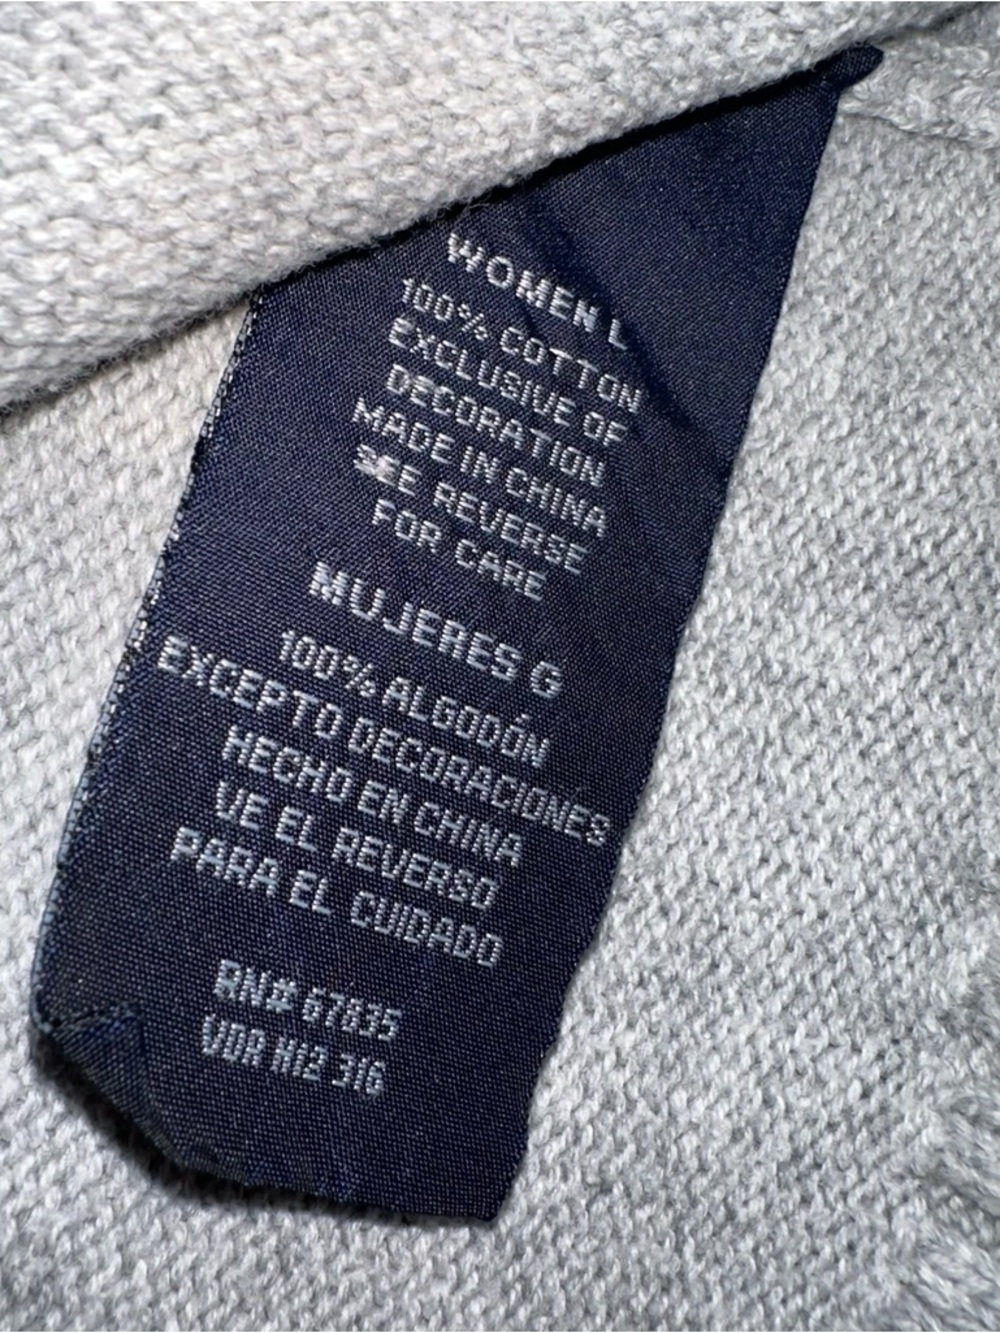 WOMEN L
100% COTTON
EXCLUSIVE OF
DECORATION
MADE IN CHINA
SEE REVERSE
FOR CARE
MUJERES G
100% ALGODÓN
EXCEPTO DECORACIONES
HECHO EN CHINA
VE EL REVERSO
PARA EL CUIDADO
RN# 67835
VDR H12 316